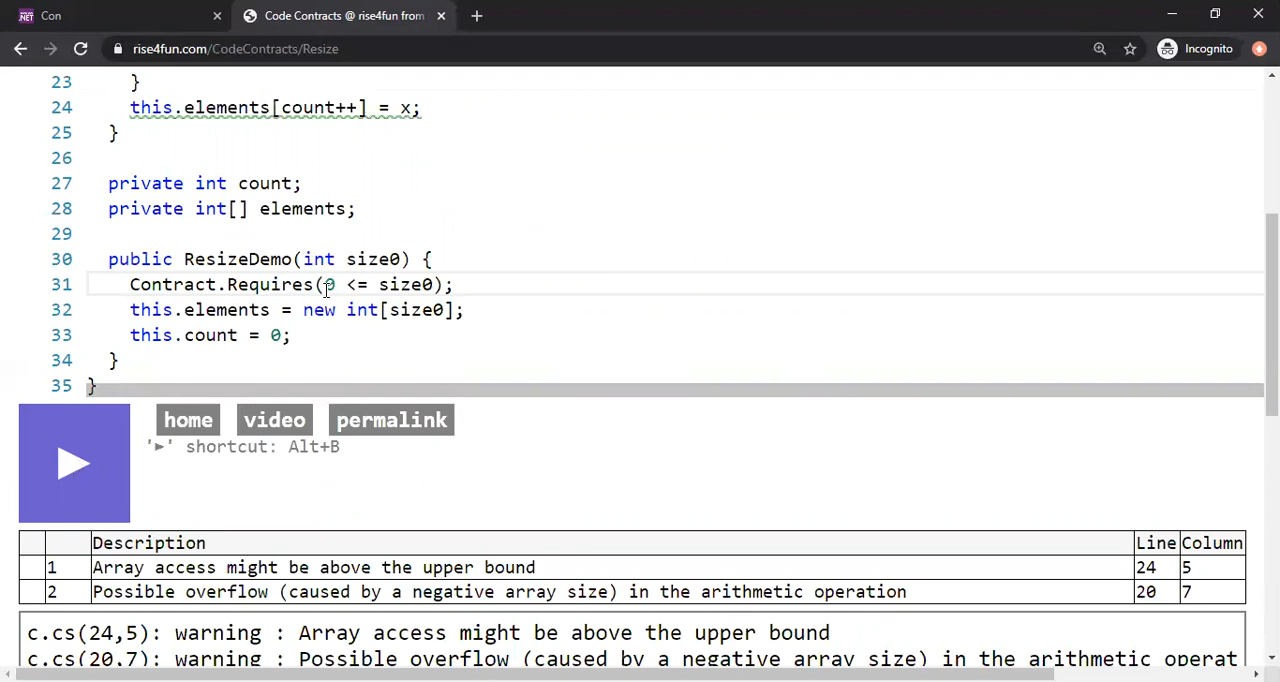 Con
Code Contracts @ rise4fun from
rise4fun.com/CodeContracts/Resize
Incognito
23 }
24 this.elements[count++] = x;
25 }
26
27 private int count;
28 private int[] elements;
29
30 public ResizeDemo(int size0) {
31 Contract.Requires(0 <= size0);
32 this.elements = new int[size0];
33 this.count = 0;
34 }
35 }
home video permalink
'►' shortcut: Alt+B
Description Line Column
1 Array access might be above the upper bound 24 5
2 Possible overflow (caused by a negative array size) in the arithmetic operation 20 7
c.cs(24,5): warning : Array access might be above the upper bound
c.cs(20,7): warning : Possible overflow (caused by a negative array size) in the arithmetic operat